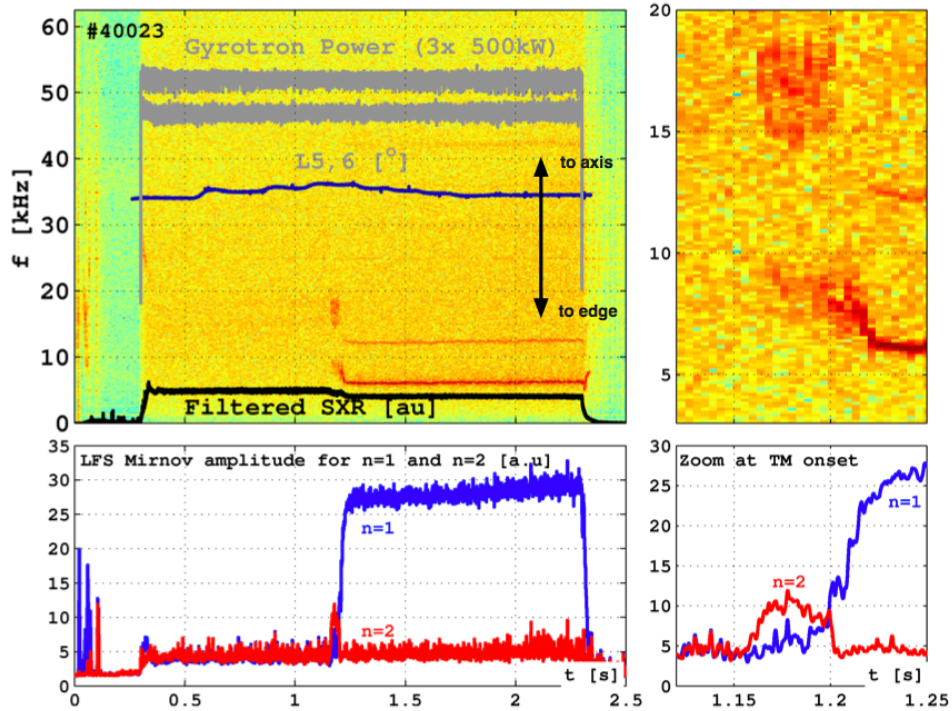 #40023
Gyrotron Power (3x 500kW)
L5,6 [°]
to axis
to edge
Filtered SXR [au]
f [kHz]
60
50
40
30
20
10
0
20
15
10
5
LFS Mirnov amplitude for n=1 and n=2 [a.u]
n=1
n=2
t [s]
35
30
25
20
15
10
5
0
0
0.5
1
1.5
2
2.5
Zoom at TM onset
n=1
n=2
t [s]
30
25
20
15
10
5
0
1.15
1.2
1.25